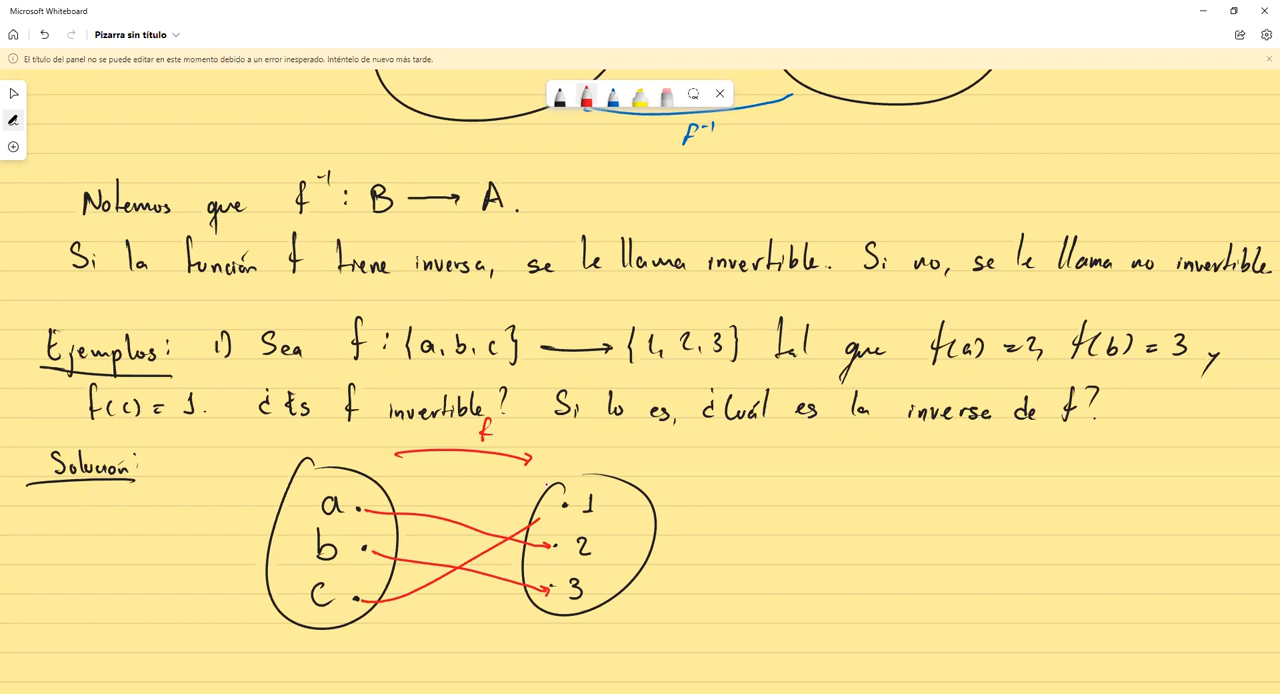 Microsoft Whiteboard
Pizarra sin título
El título del panel no se puede editar en este momento debido a un error inesperado. Inténtelo de nuevo más tarde.
f⁻¹
Notemos que f⁻¹ : B ⟶ A.
Si la función f tiene inversa, se le llama invertible. Si no, se le llama no invertible
Ejemplos: 1) Sea f : {a, b, c} ⟶ {1, 2, 3} tal que f(a) = 2, f(b) = 3 y
f(c) = 1. ¿Es f invertible? Si lo es, ¿Cuál es la inversa de f?
f
Solución:
a 1
b 2
c 3